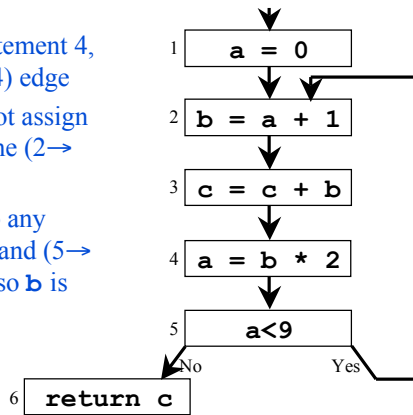 tement 4,
4) edge
ot assign
ne (2→
any
and (5→
so b is
1 a = 0
2 b = a + 1
3 c = c + b
4 a = b * 2
5 a<9
No Yes
6 return c